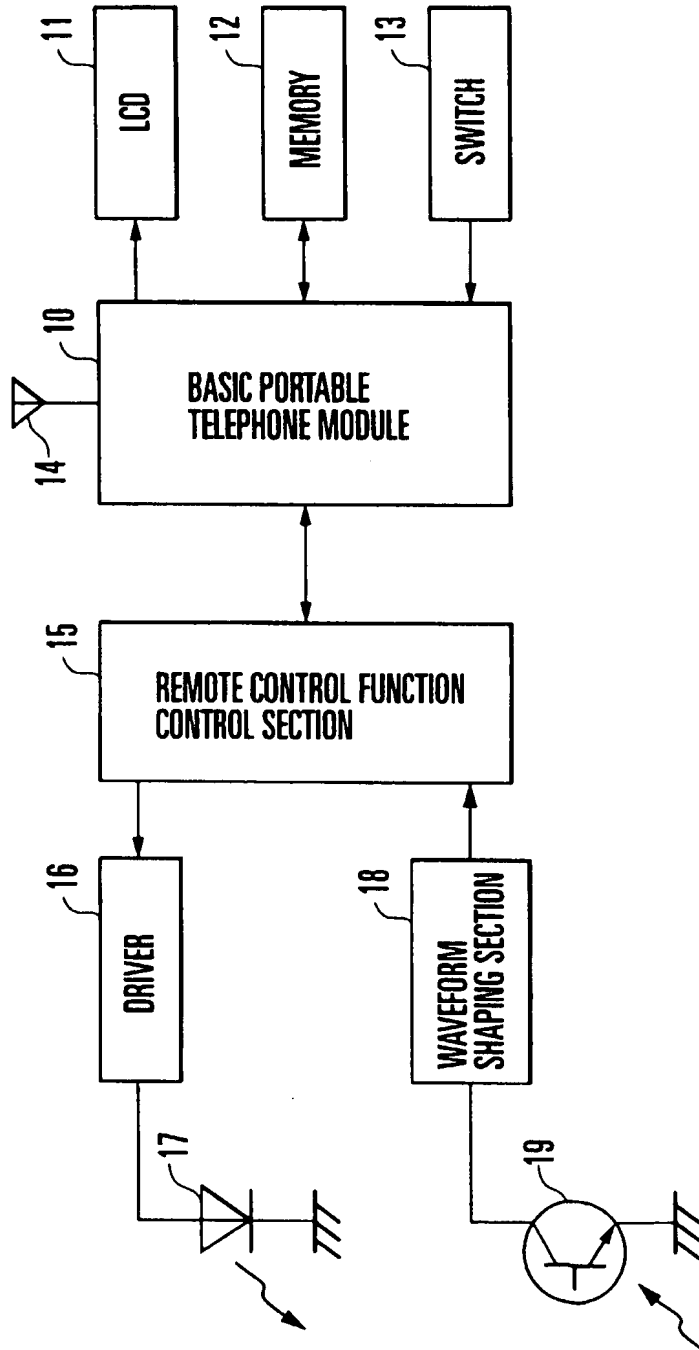 14
10
BASIC PORTABLE
TELEPHONE MODULE
11
LCD
12
MEMORY
13
SWITCH
15
REMOTE CONTROL FUNCTION
CONTROL SECTION
16
DRIVER
17
18
WAVEFORM
SHAPING SECTION
19